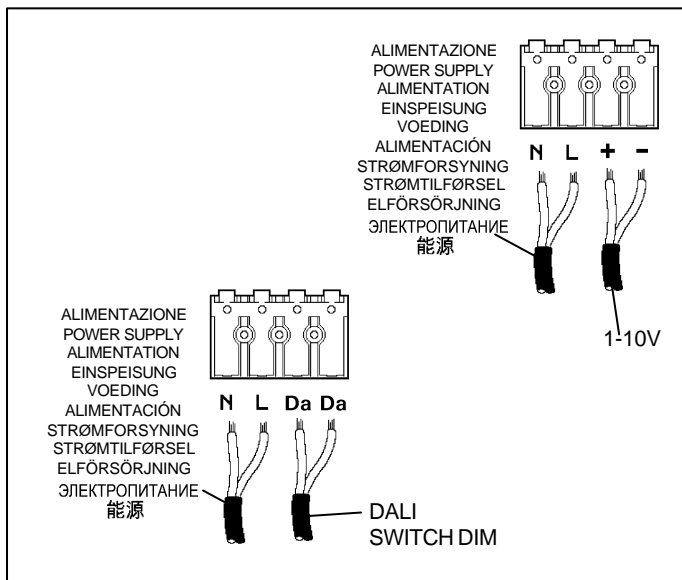 ALIMENTAZIONE
POWER SUPPLY
ALIMENTATION
EINSPEISUNG
VOEDING
ALIMENTACIÓN
STRØMFORSYNING
STRØMTILFØRSEL
ELFÖRSÖRJNING
ЭЛЕКТРОПИТАНИЕ
能源
N L + -
1-10V
ALIMENTAZIONE
POWER SUPPLY
ALIMENTATION
EINSPEISUNG
VOEDING
ALIMENTACIÓN
STRØMFORSYNING
STRØMTILFØRSEL
ELFÖRSÖRJNING
ЭЛЕКТРОПИТАНИЕ
能源
N L Da Da
DALI
SWITCH DIM